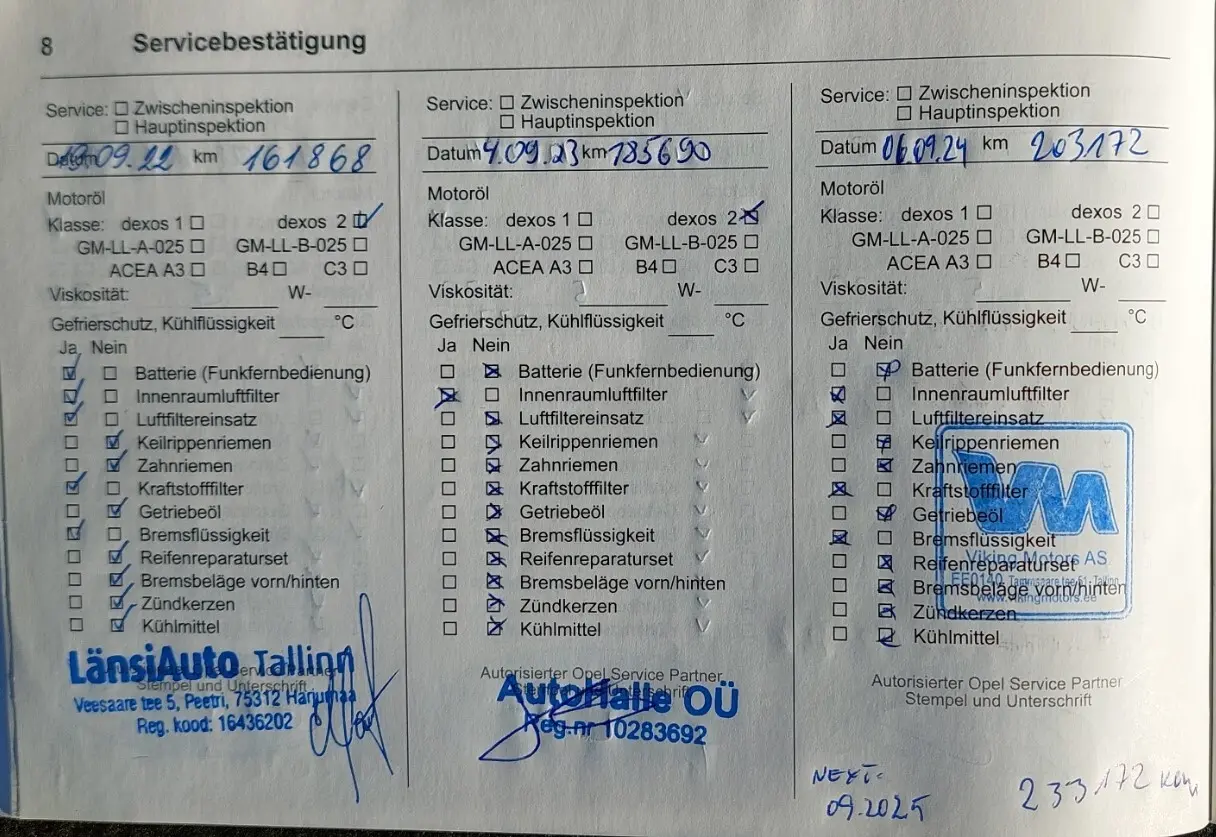 8 Servicebestätigung
Service: Zwischeninspektion
Hauptinspektion
Datum 09.22 km 161868
Motoröl
Klasse: dexos 1 dexos 2
GM-LL-A-025 GM-LL-B-025
ACEA A3 B4 C3
Viskosität: W-
Gefrierschutz, Kühlflüssigkeit °C
Ja Nein
Batterie (Funkfernbedienung)
Innenraumluftfilter
Luftfiltereinsatz
Keilrippenriemen
Zahnriemen
Kraftstofffilter
Getriebeöl
Bremsflüssigkeit
Reifenreparaturset
Bremsbeläge vorn/hinten
Zündkerzen
Kühlmittel
LänsiAuto Tallinn
Stempel und Unterschrift
Veesaare tee 5, Peetri, 75312 Harjumaa
Reg. kood: 16436202
Service: Zwischeninspektion
Hauptinspektion
Datum 4.09.23 km 185690
Motoröl
Klasse: dexos 1 dexos 2
GM-LL-A-025 GM-LL-B-025
ACEA A3 B4 C3
Viskosität: W-
Gefrierschutz, Kühlflüssigkeit °C
Ja Nein
Batterie (Funkfernbedienung)
Innenraumluftfilter
Luftfiltereinsatz
Keilrippenriemen
Zahnriemen
Kraftstofffilter
Getriebeöl
Bremsflüssigkeit
Reifenreparaturset
Bremsbeläge vorn/hinten
Zündkerzen
Kühlmittel
Autorisierter Opel Service Partner
AutoHalle OÜ
Reg.nr 10283692
Service: Zwischeninspektion
Hauptinspektion
Datum 06.09.24 km 203172
Motoröl
Klasse: dexos 1 dexos 2
GM-LL-A-025 GM-LL-B-025
ACEA A3 B4 C3
Viskosität: W-
Gefrierschutz, Kühlflüssigkeit °C
Ja Nein
Batterie (Funkfernbedienung)
Innenraumluftfilter
Luftfiltereinsatz
Keilrippenriemen
Zahnriemen
Kraftstofffilter
Getriebeöl
Bremsflüssigkeit
Viking Motors AS
Reifenreparaturset
EE0140 Tallinn
Bremsbeläge vorn/hinten
www.vikingmotors.ee
Zündkerzen
Kühlmittel
Autorisierter Opel Service Partner
Stempel und Unterschrift
NEXT:
09.2025 233172 km